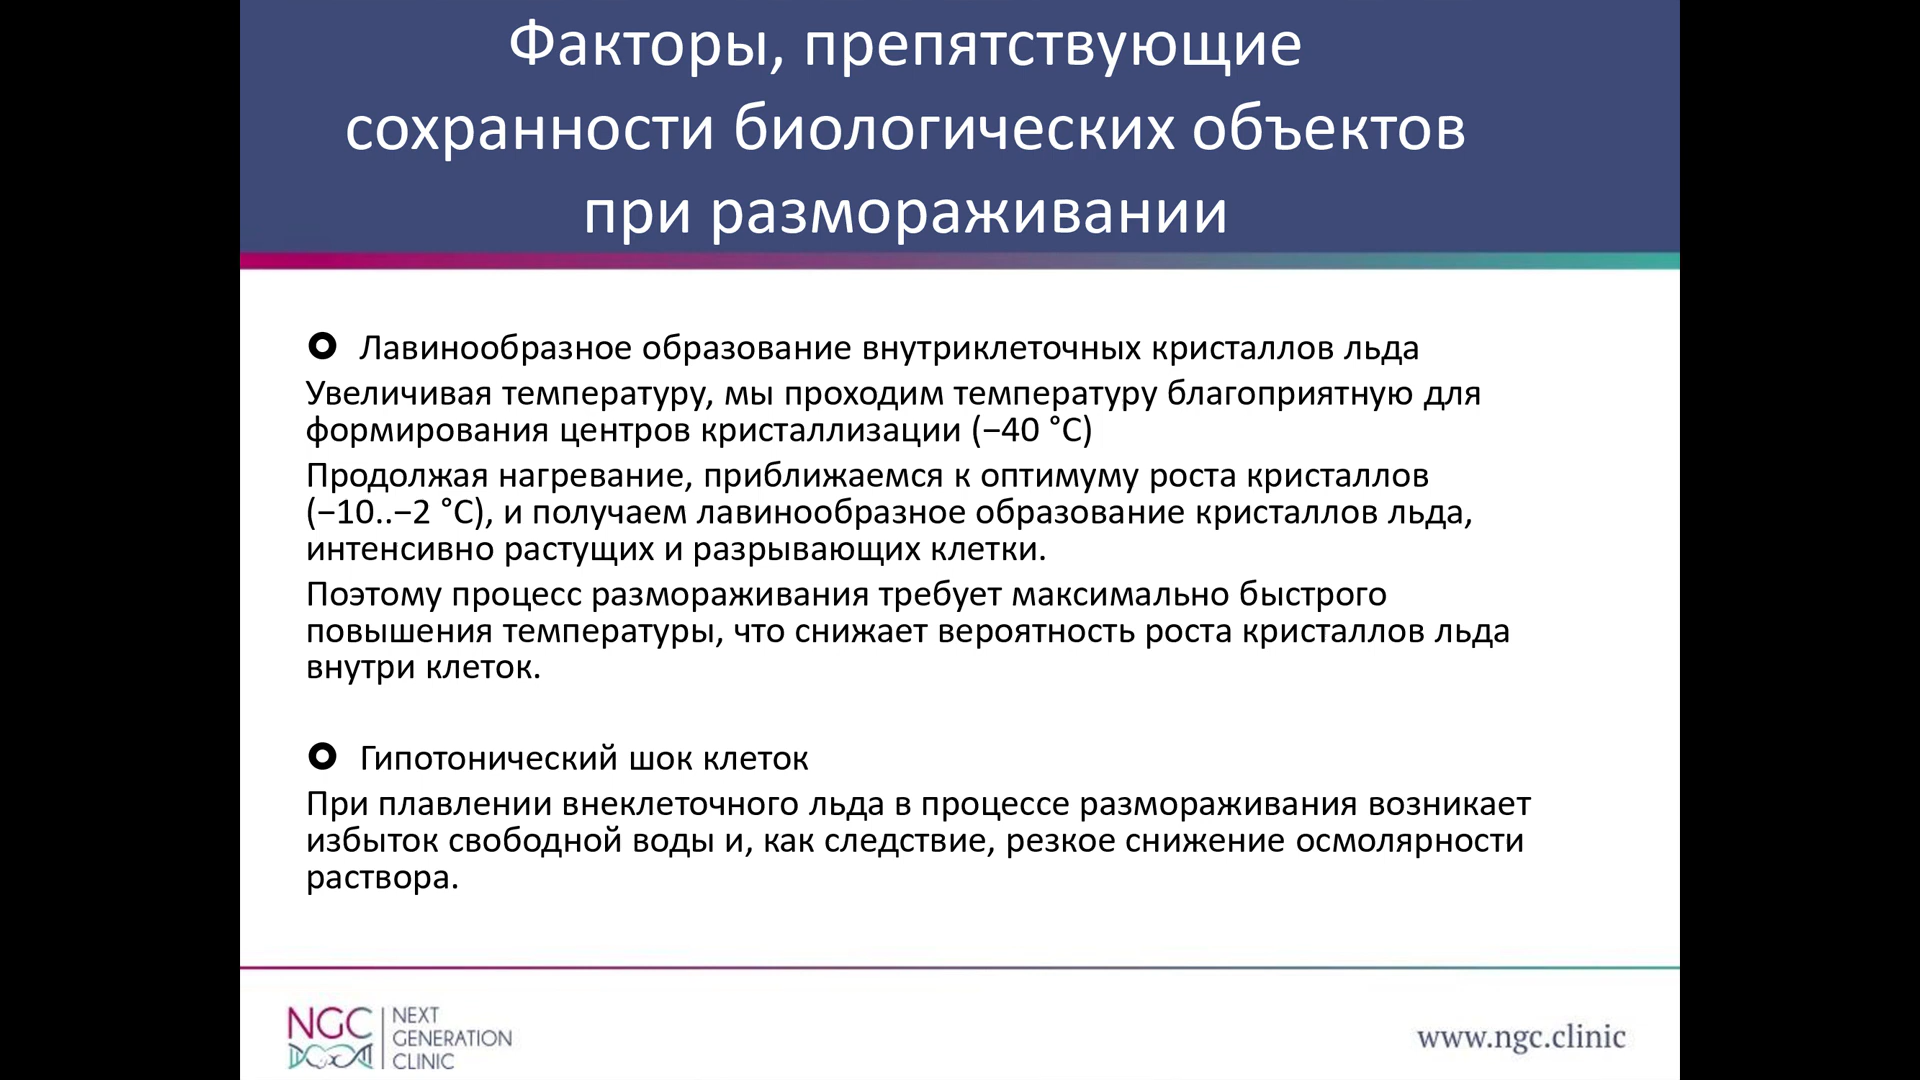 Факторы, препятствующие
сохранности биологических объектов
при размораживании
Лавинообразное образование внутриклеточных кристаллов льда
Увеличивая температуру, мы проходим температуру благоприятную для
формирования центров кристаллизации (−40 °C)
Продолжая нагревание, приближаемся к оптимуму роста кристаллов
(−10..−2 °C), и получаем лавинообразное образование кристаллов льда,
интенсивно растущих и разрывающих клетки.
Поэтому процесс размораживания требует максимально быстрого
повышения температуры, что снижает вероятность роста кристаллов льда
внутри клеток.
Гипотонический шок клеток
При плавлении внеклеточного льда в процессе размораживания возникает
избыток свободной воды и, как следствие, резкое снижение осмолярности
раствора.
NGC
NEXT
GENERATION
CLINIC
www.ngc.clinic